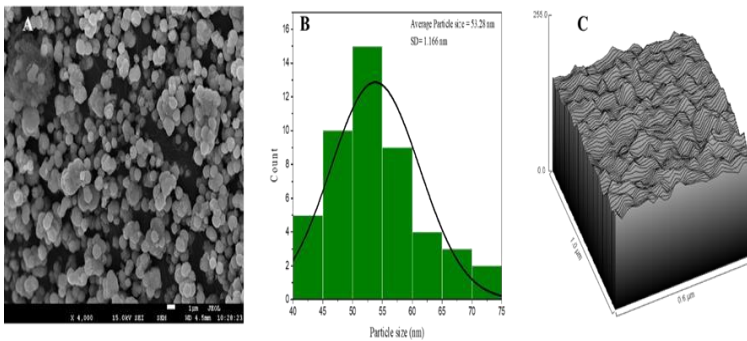 A
1µm JEOL
X 4,000 15.0kV SEI SEM WD 4.5mm 10:20:23
B
Average Particle size = 53.28 nm
SD= 1.166 nm
Count
16
14
12
10
8
6
4
2
0
40 45 50 55 60 65 70 75
Particle size (nm)
C
255.0
0.0
1.0 µm
0.6 µm